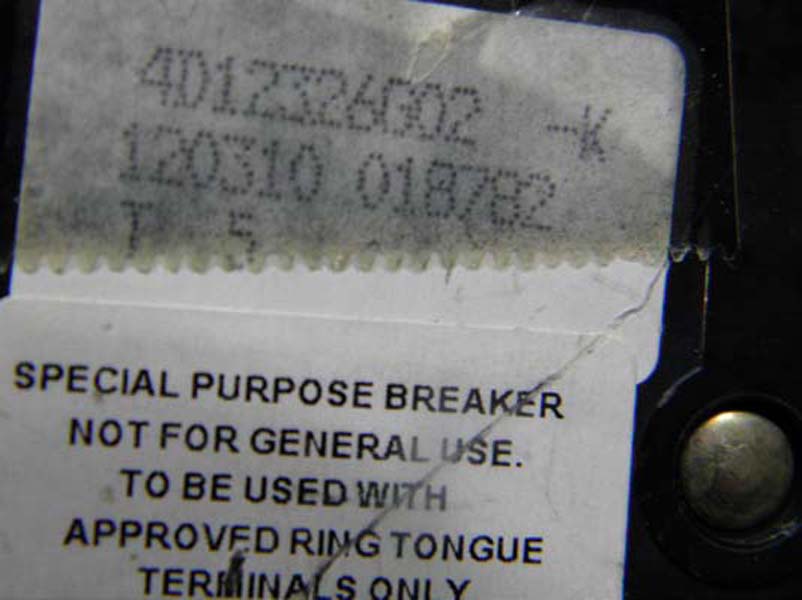 4D12326G02 -K
120310 018782
T 5
SPECIAL PURPOSE BREAKER
NOT FOR GENERAL USE.
TO BE USED WITH
APPROVED RING TONGUE
TERMINALS ONLY